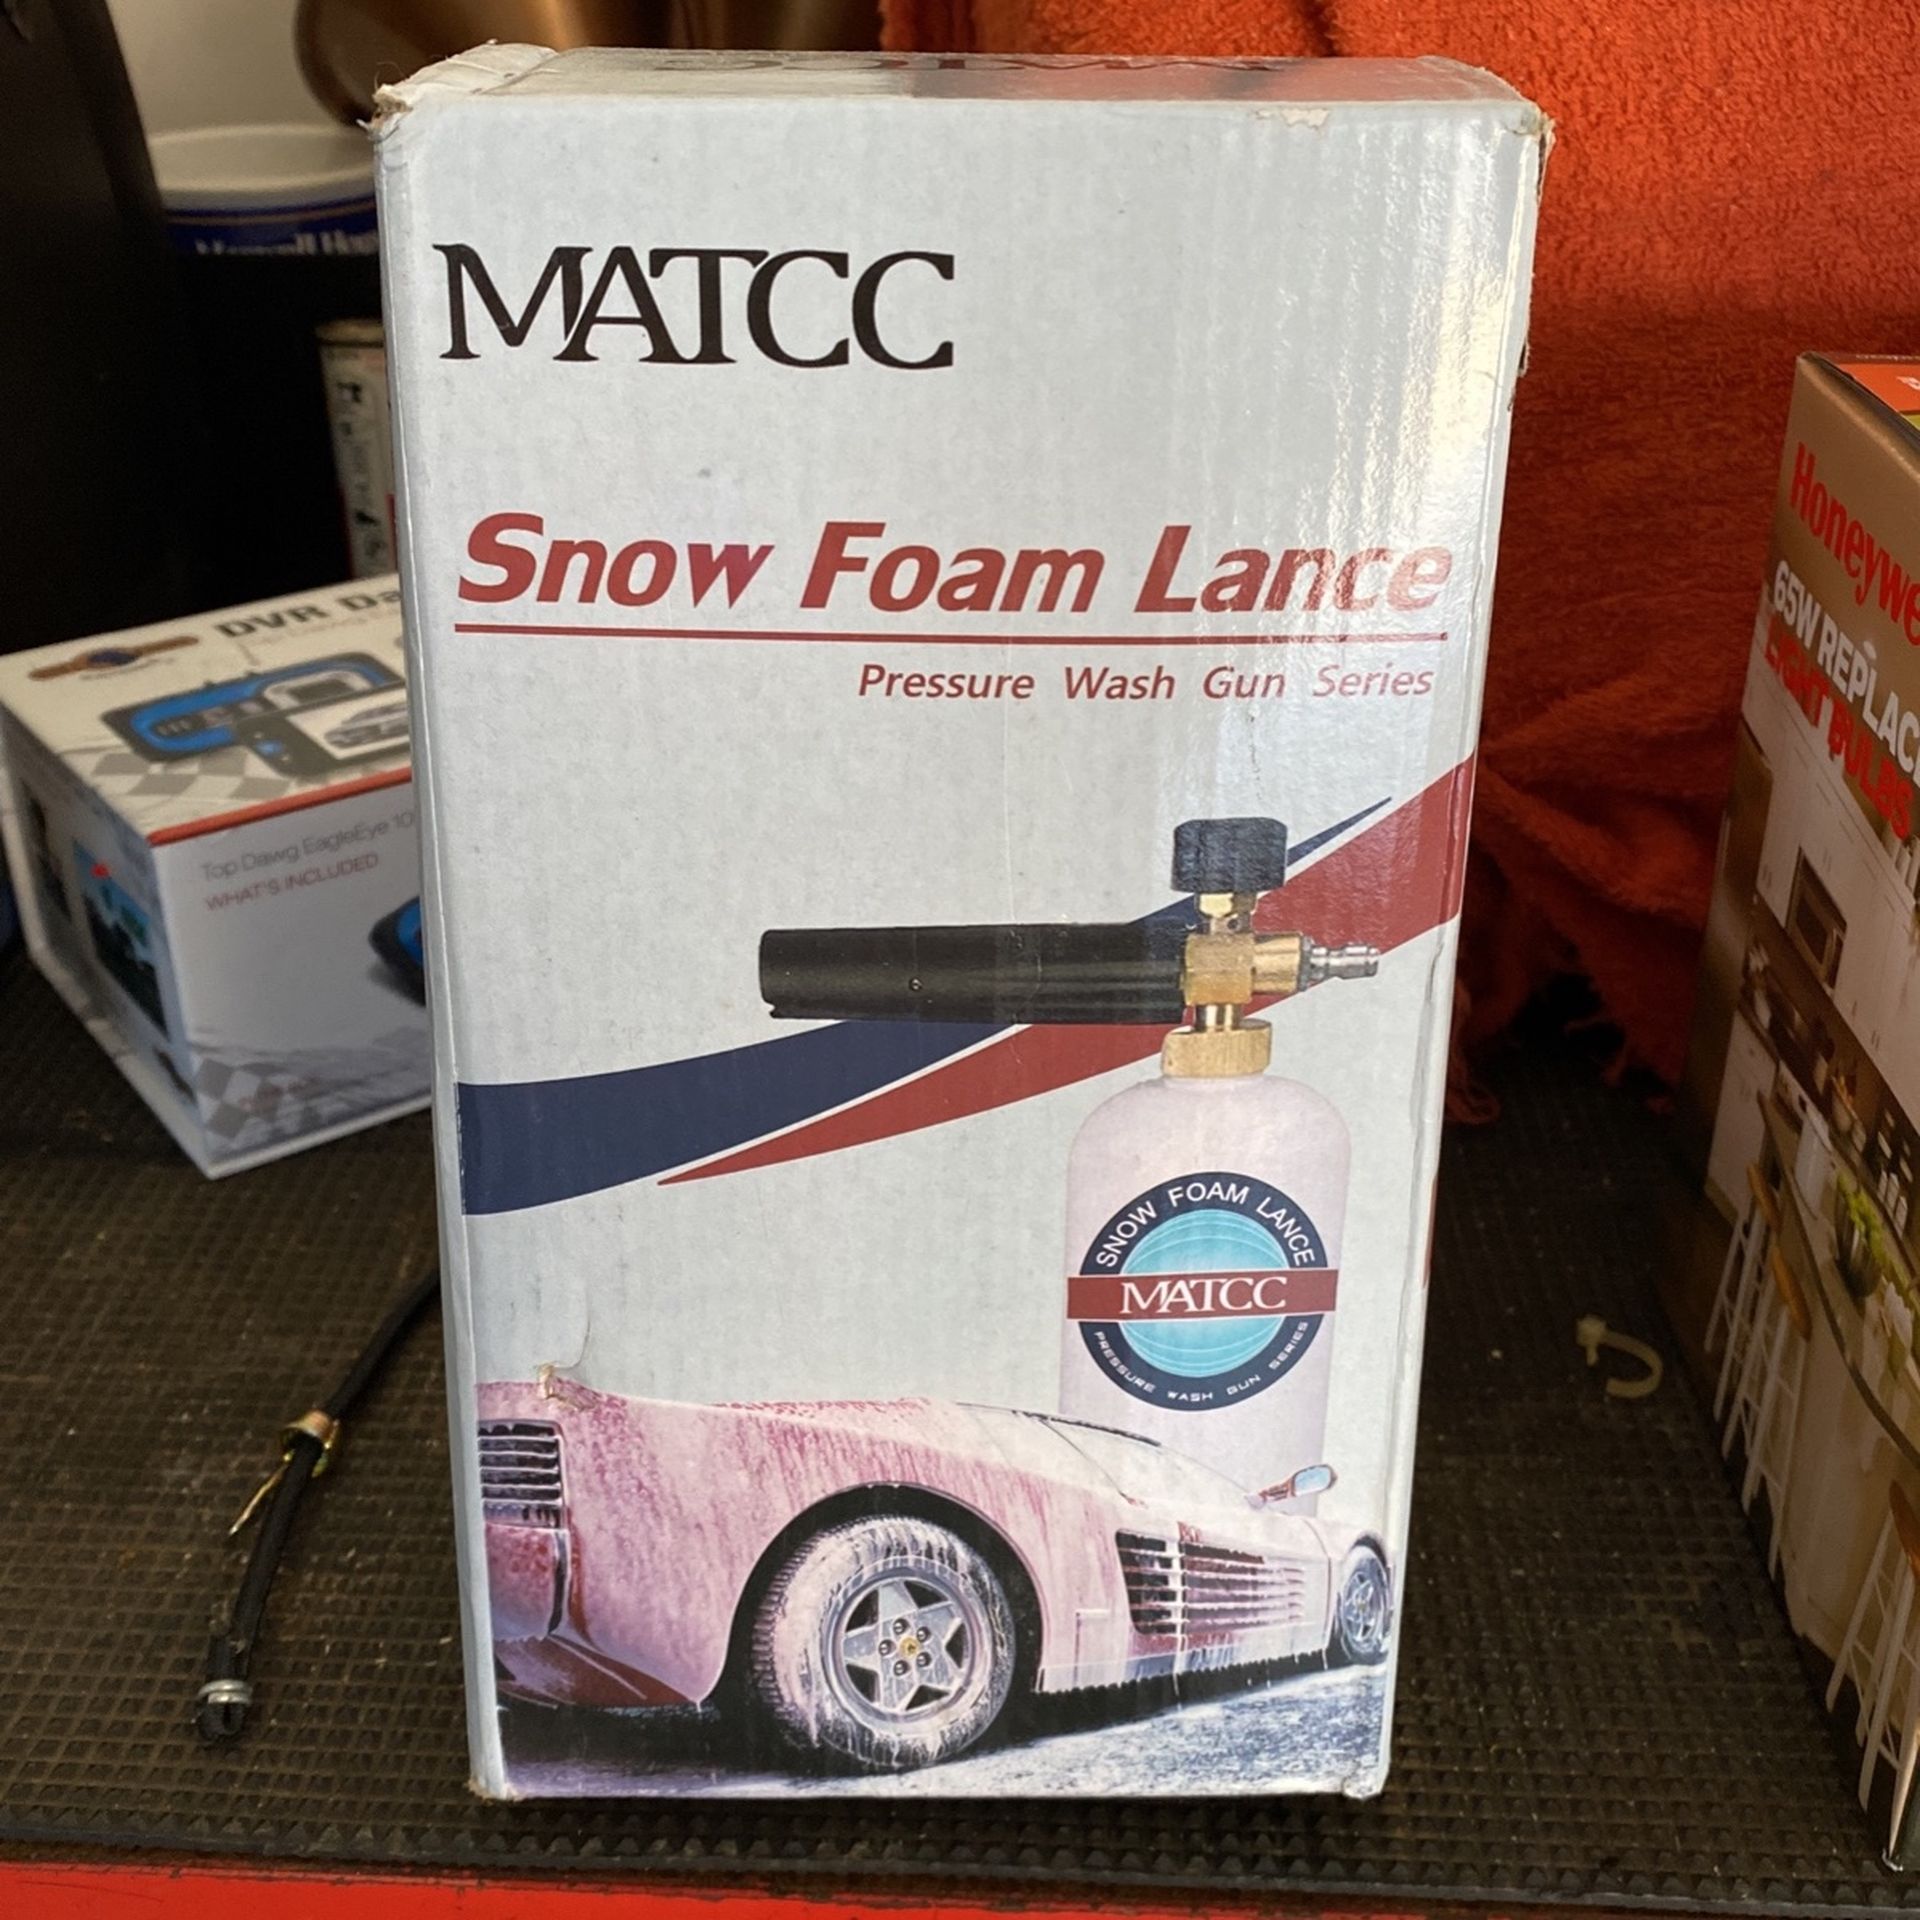 MATCC
Snow Foam Lance
Pressure Wash Gun Series
SNOW FOAM LANCE
MATCC
PRESSURE WASH GUN SERIES
DVR
Top Dawg EagleEye 10
WHAT'S INCLUDED
Honeywe
65W REPLAC
LIGHT BULBS